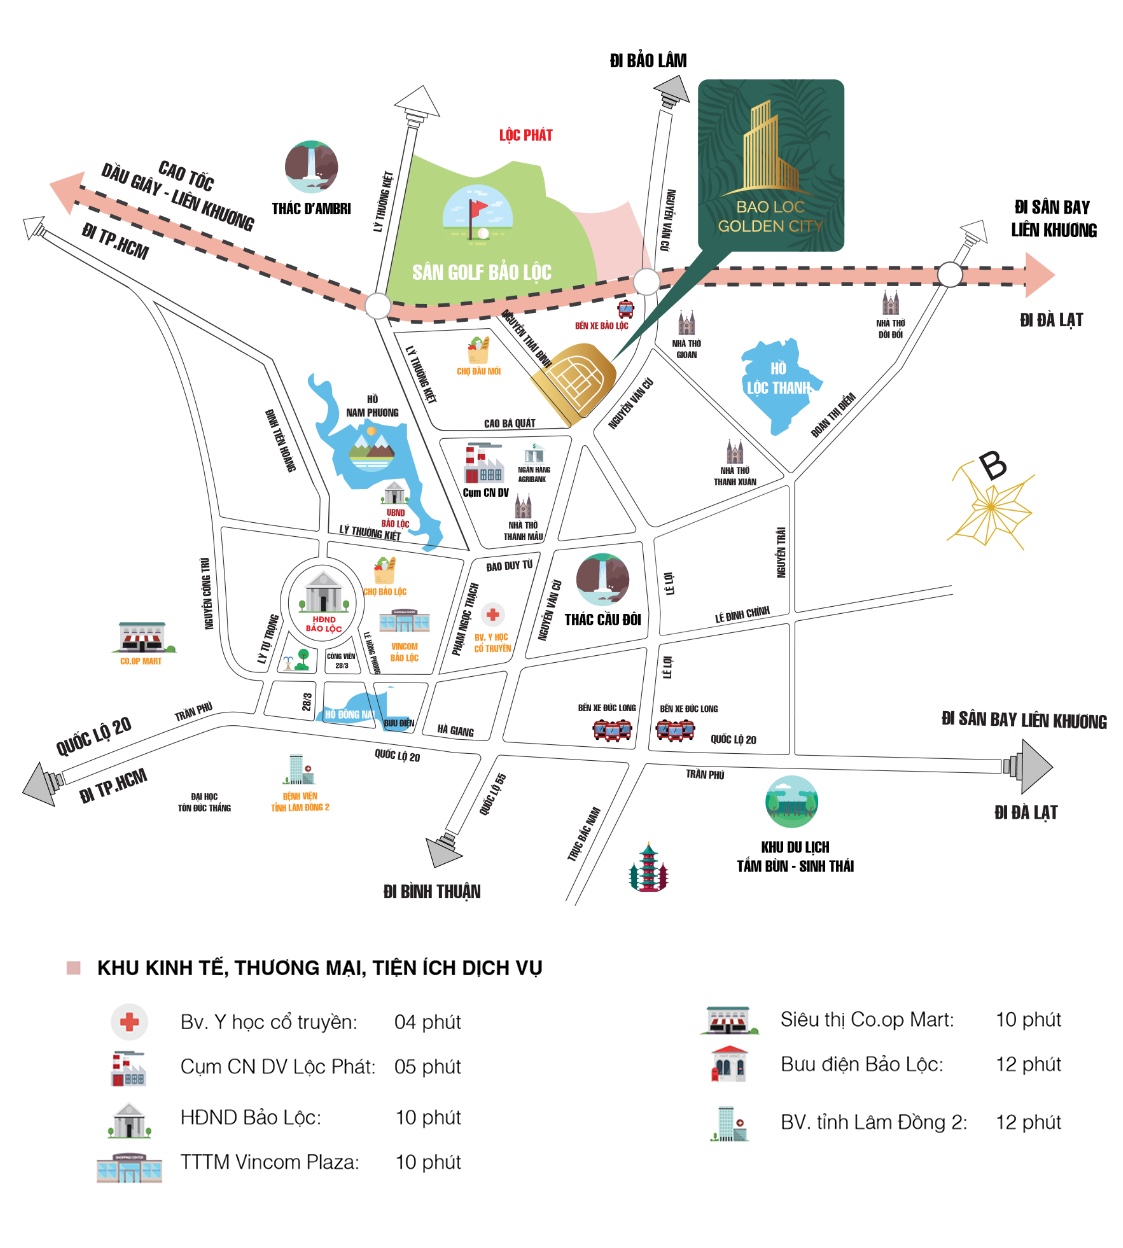 ĐI BẢO LÂM
LỘC PHÁT
CAO TỐC
DẦU GIÂY - LIÊN KHƯƠNG
ĐI TP.HCM
THÁC D'AMBRI
LÝ THƯỜNG KIỆT
SÂN GOLF BẢO LỘC
NGUYỄN VĂN CỪ
BAO LOC
GOLDEN CITY
ĐI SÂN BAY
LIÊN KHƯƠNG
ĐI ĐÀ LẠT
NGUYỄN THÁI BÌNH
BẾN XE BẢO LỘC
NHÀ THỜ
GIOAN
NHÀ THỜ
DÒI ĐỐI
LÝ THƯỜNG KIỆT
CHỢ ĐẦU MỐI
HỒ
LỘC THANH
HỒ
NAM PHƯƠNG
ĐINH TIÊN HOÀNG
CAO BÁ QUÁT
NGUYỄN VĂN CỪ
ĐOÀN THỊ ĐIỂM
NGÂN HÀNG
AGRIBANK
Cụm CN DV
NHÀ THỜ
THANH XUÂN
B
UBND
BẢO LỘC
LÝ THƯỜNG KIỆT
NHÀ THỜ
THÁNH MẪU
NGUYỄN CÔNG TRỨ
ĐÀO DUY TỪ
NGUYỄN TRÃI
CHỢ BẢO LỘC
PHẠM NGỌC THẠCH
NGUYỄN VĂN CỪ
THÁC CẦU ĐÔI
LÊ LỢI
LÊ ĐÌNH CHINH
HĐND
BẢO LỘC
LÝ TỰ TRỌNG
LÊ HỒNG PHONG
VINCOM
BẢO LỘC
BV. Y HỌC
CỔ TRUYỀN
CO.OP MART
CÔNG VIÊN
28/3
LÊ LỢI
28/3
HỒ ĐỒNG NAI
BƯU ĐIỆN
HÀ GIANG
BẾN XE ĐỨC LONG
BẾN XE ĐỨC LONG
QUỐC LỘ 20
TRẦN PHÚ
QUỐC LỘ 20
ĐI TP.HCM
QUỐC LỘ 20
TRẦN PHÚ
ĐI SÂN BAY LIÊN KHƯƠNG
ĐI ĐÀ LẠT
ĐẠI HỌC
TÔN ĐỨC THẮNG
BỆNH VIỆN
TỈNH LÂM ĐỒNG 2
QUỐC LỘ 55
TRỤC BẮC NAM
ĐI BÌNH THUẬN
KHU DU LỊCH
TẮM BÙN - SINH THÁI
KHU KINH TẾ, THƯƠNG MẠI, TIỆN ÍCH DỊCH VỤ
Bv. Y học cổ truyền: 04 phút
Cụm CN DV Lộc Phát: 05 phút
HĐND Bảo Lộc: 10 phút
TTTM Vincom Plaza: 10 phút
Siêu thị Co.op Mart: 10 phút
Bưu điện Bảo Lộc: 12 phút
BV. tỉnh Lâm Đồng 2: 12 phút